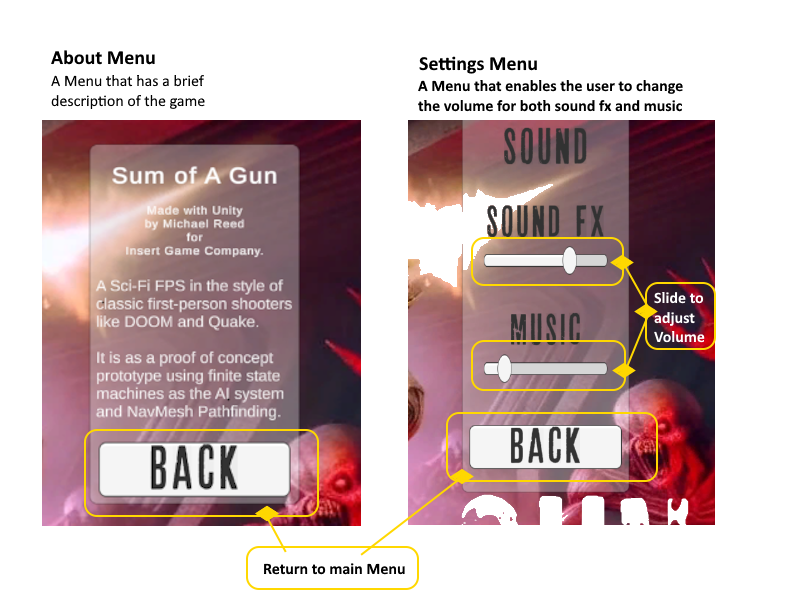 About Menu
A Menu that has a brief
description of the game
Sum of A Gun
Made with Unity
by Michael Reed
for
Insert Game Company.
A Sci-Fi FPS in the style of
classic first-person shooters
like DOOM and Quake.
It is as a proof of concept
prototype using finite state
machines as the AI system
and NavMesh Pathfinding.
BACK
Settings Menu
A Menu that enables the user to change
the volume for both sound fx and music
SOUND
SOUND FX
MUSIC
BACK
Slide to
adjust
Volume
Return to main Menu